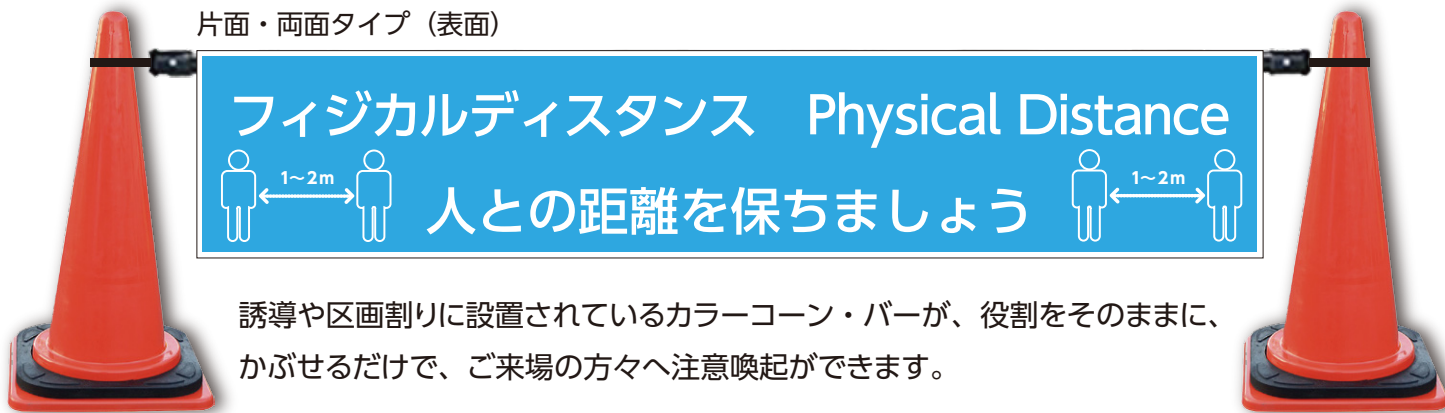 片面・両面タイプ（表面）
フィジカルディスタンス　Physical Distance
1～2m
1～2m
人との距離を保ちましょう
誘導や区画割りに設置されているカラーコーン・バーが、役割をそのままに、
かぶせるだけで、ご来場の方々へ注意喚起ができます。